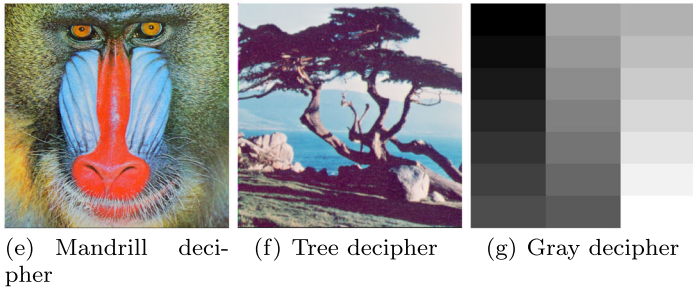 (e) Mandrill deci-
pher
(f) Tree decipher
(g) Gray decipher